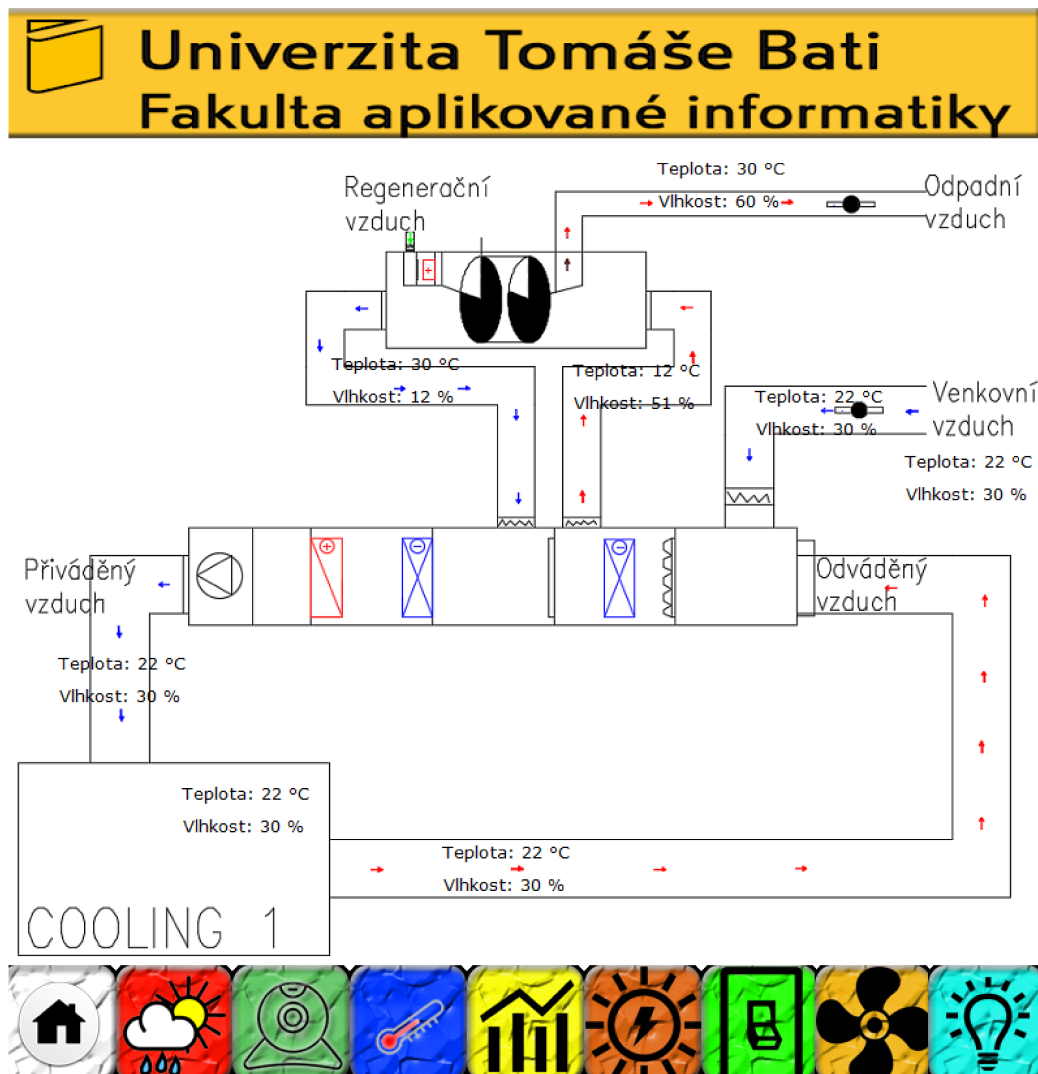 Univerzita Tomáše Bati
Fakulta aplikované informatiky
Teplota: 30 °C
Vlhkost: 60 %
Regenerační
vzduch
Odpadní
vzduch
Teplota: 30 °C
Vlhkost: 12 %
Teplota: 12 °C
Vlhkost: 51 %
Teplota: 22 °C
Vlhkost: 30 %
Venkovní
vzduch
Teplota: 22 °C
Vlhkost: 30 %
Přiváděný
vzduch
Odváděný
vzduch
Teplota: 22 °C
Vlhkost: 30 %
Teplota: 22 °C
Vlhkost: 30 %
Teplota: 22 °C
Vlhkost: 30 %
COOLING 1